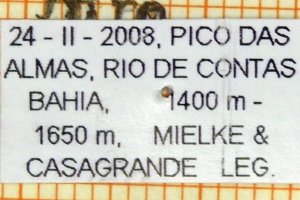 24 - II - 2008, PICO DAS
ALMAS, RIO DE CONTAS
BAHIA, 1400 m -
1650 m, MIELKE &
CASAGRANDE LEG.